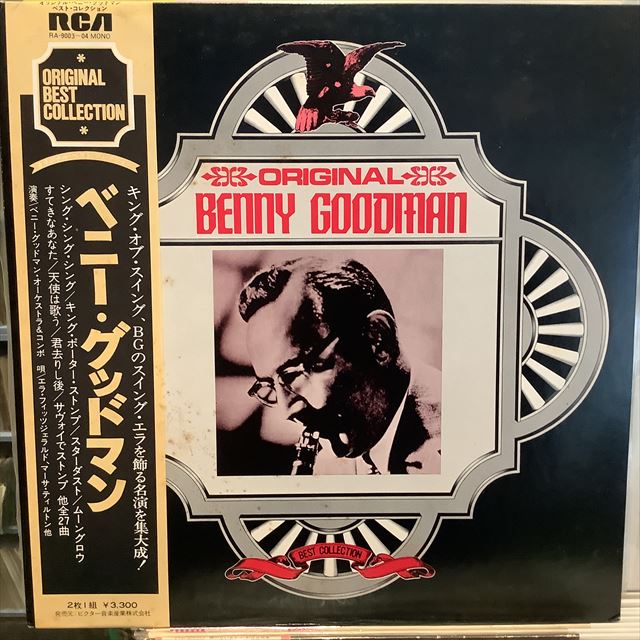 ベスト・コレクション
RCA
RA-9003-04 MONO
ORIGINAL
BEST
COLLECTION
ベニー・グッドマン
キング・オブ・スイング、BGのスイング・エラを飾る名演を集大成!
シング・シング・シング/キング・ポーター・ストンプ/スターダスト/ムーングロウ
すてきなあなた/天使は歌う/君去りし後/サヴォイでストンプ 他全27曲
演奏/ベニー・グッドマン・オーケストラ&コンボ 唄/エラ・フィッツジェラルド、マーサ・ティルトン他
2枚1組 ¥3,300
発売元:ビクター音楽産業株式会社
ORIGINAL
BENNY GOODMAN
BEST COLLECTION